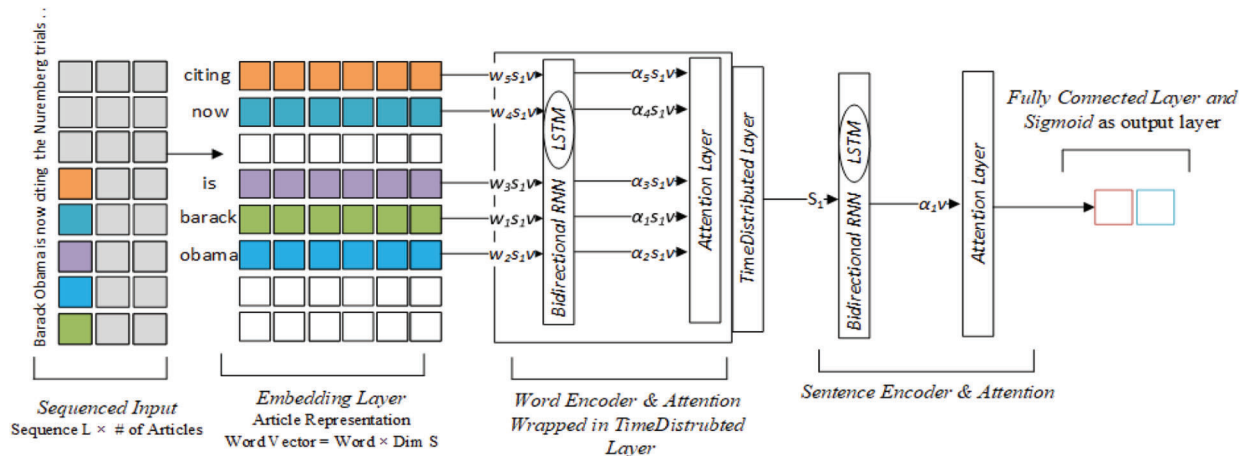 Barack Obama is now citing the Nuremberg trials . .
citing
now
is
barack
obama
w5s1v
w4s1v
w3s1v
w1s1v
w2s1v
Bidirectional RNN
LSTM
α5s1v
α4s1v
α3s1v
α1s1v
α2s1v
Attention Layer
TimeDistributed Layer
S1
Bidirectional RNN
LSTM
α1v
Attention Layer
Fully Connected Layer and
Sigmoid as output layer
Sequenced Input
Sequence L × # of Articles
Embedding Layer
Article Representation
Word Vector = Word × Dim S
Word Encoder & Attention
Wrapped in TimeDistrubted
Layer
Sentence Encoder & Attention